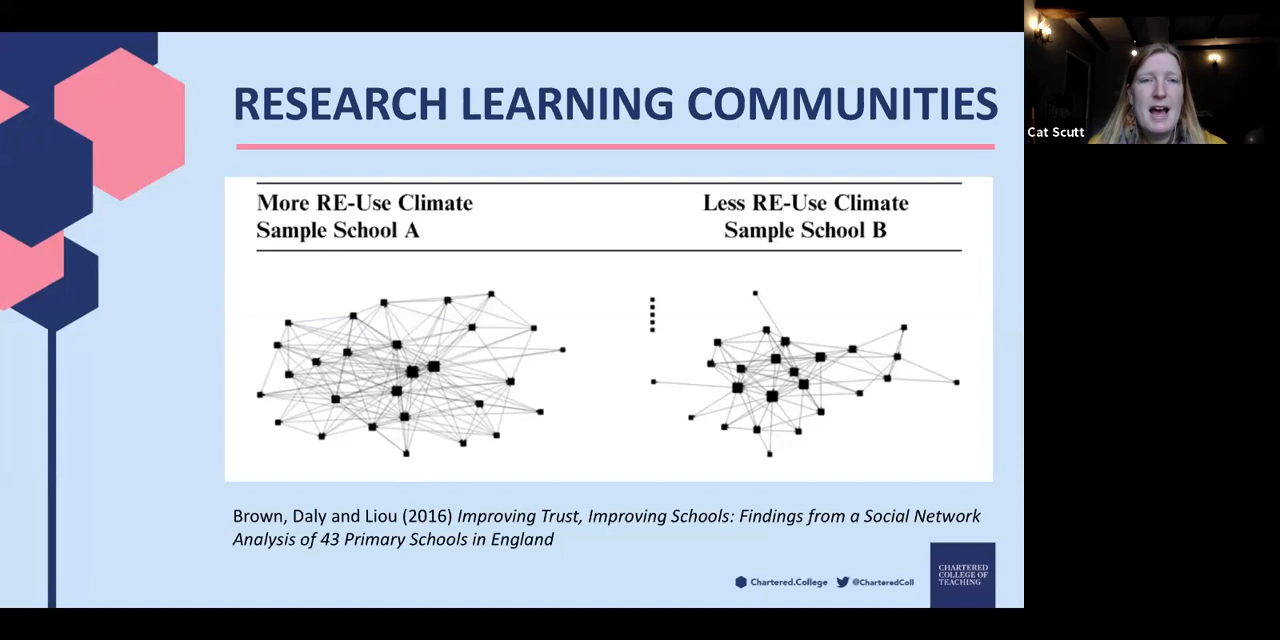 RESEARCH LEARNING COMMUNITIES
More RE-Use Climate
Sample School A
Less RE-Use Climate
Sample School B
Brown, Daly and Liou (2016) Improving Trust, Improving Schools: Findings from a Social Network
Analysis of 43 Primary Schools in England
Chartered.College
@CharteredColl
CHARTERED
COLLEGE OF
TEACHING
Cat Scutt